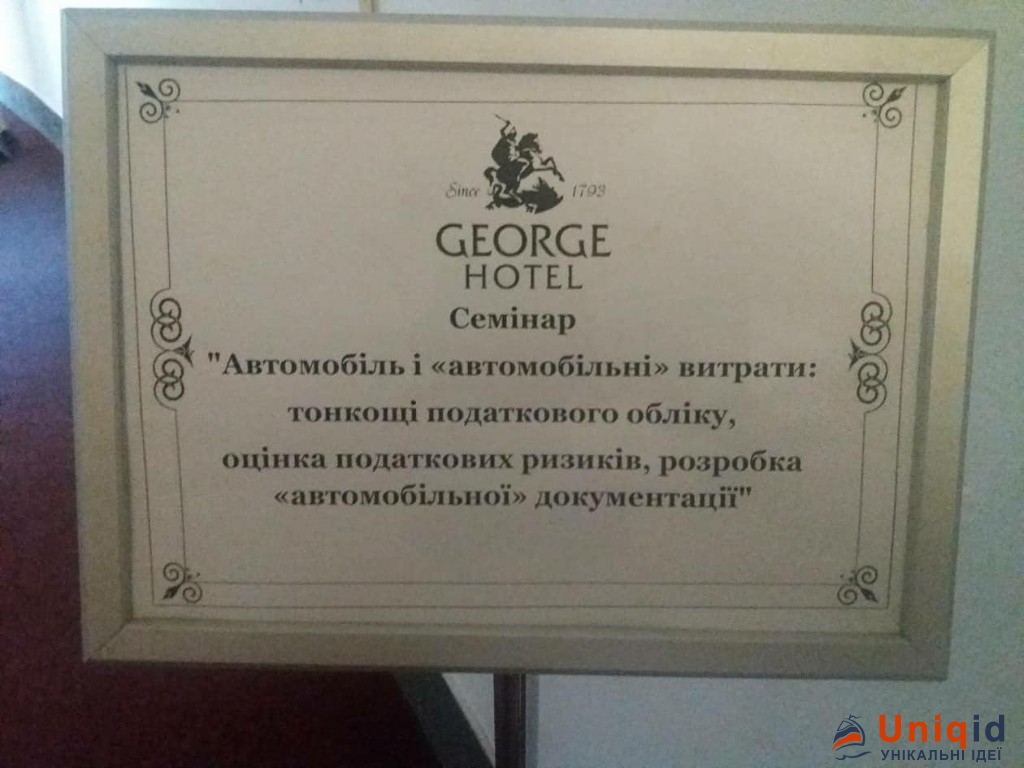 Since 1793
GEORGE
HOTEL
Семінар
"Автомобіль і «автомобільні» витрати:
тонкощі податкового обліку,
оцінка податкових ризиків, розробка
«автомобільної» документації"
Uniqid
УНІКАЛЬНІ ІДЕЇ